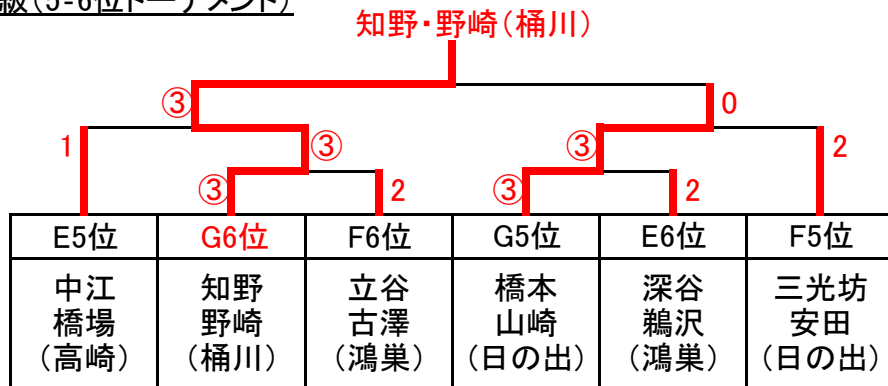 級(5-6位トーナメント)
知野・野崎(桶川)
③ 0
1 ③ ③ 2
③ 2 ③ 2
E5位 G6位 F6位 G5位 E6位 F5位
中江 知野 立谷 橋本 深谷 三光坊
橋場 野崎 古澤 山崎 鵜沢 安田
(高崎) (桶川) (鴻巣) (日の出) (鴻巣) (日の出)